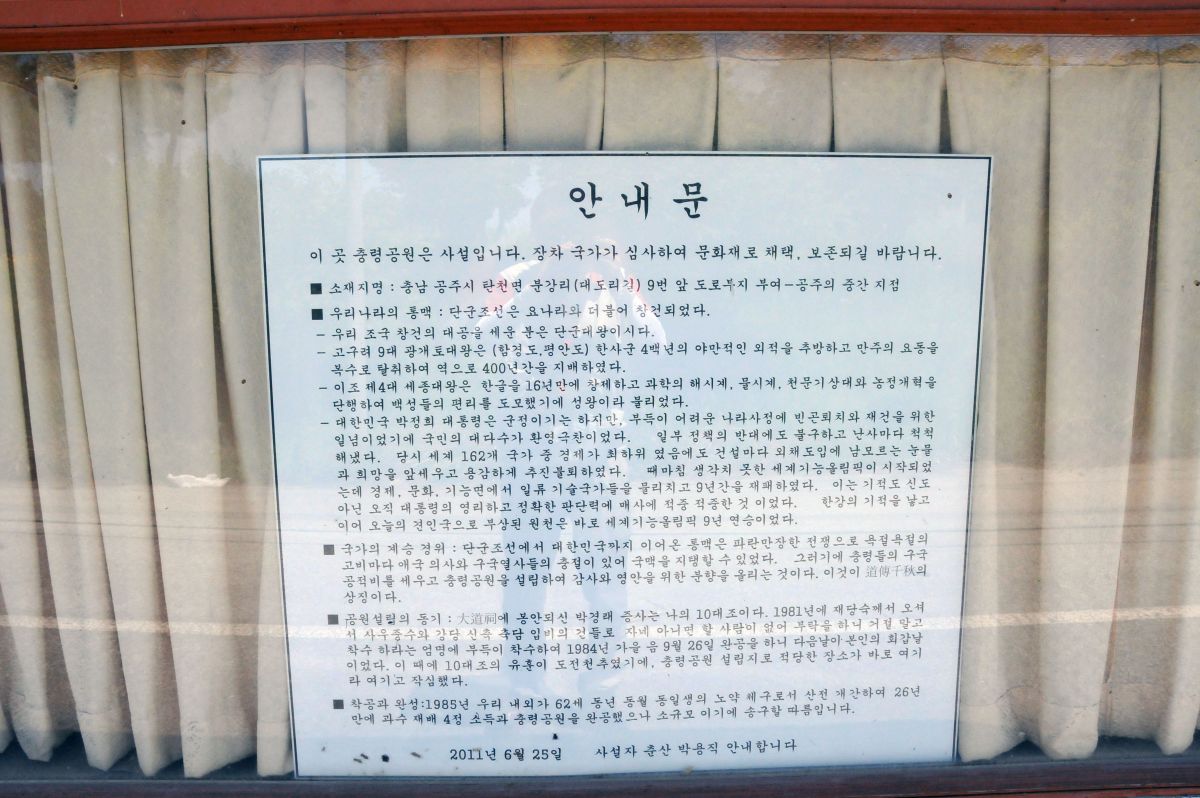 안내문
이 곳 충령공원은 사설입니다. 장차 국가가 심사하여 문화재로 채택, 보존되길 바랍니다.
■ 소재지명 : 충남 공주시 탄천면 분강리(대도리길) 9번 앞 도로부지 부여-공주의 중간 지점
■ 우리나라의 통맥 : 단군조선은 요나라와 더불어 창건되었다.
- 우리 조국 창건의 대공을 세운 분은 단군대왕이시다.
- 고구려 9대 광개토대왕은 (함경도,평안도) 한사군 4백년의 야만적인 외적을 추방하고 만주의 요동을
복수로 탈취하여 역으로 400년간을 지배하였다.
- 이조 제4대 세종대왕은 한글을 16년만에 창제하고 과학의 해시계, 물시계, 천문기상대와 농정개혁을
단행하여 백성들의 편리를 도모했기에 성왕이라 불리었다.
- 대한민국 박정희 대통령은 군정이기는 하지만, 부득이 어려운 나라사정에 빈곤퇴치와 재건을 위한
일념이었기에 국민의 대다수가 환영극찬이었다. 일부 정책의 반대에도 불구하고 난사마다 척척
해냈다. 당시 세계 162개 국가 중 경제가 최하위 였음에도 건설마다 외채도입에 남모르는 눈물
과 희망을 앞세우고 용감하게 추진불퇴하였다. 때마침 생각치 못한 세계기능올림픽이 시작되었
는데 경제, 문화, 기능면에서 일류 기술국가들을 물리치고 9년간을 재패하였다. 이는 기적도 신도
아닌 오직 대통령의 영리하고 정확한 판단력에 매사에 적중 적중한 것 이었다. 한강의 기적을 낳고
이어 오늘의 견인국으로 부상된 원천은 바로 세계기능올림픽 9년 연승이었다.
■ 국가의 계승 경위 : 단군조선에서 대한민국까지 이어온 통맥은 파란만장한 전쟁으로 욕절욕절의
고비마다 애국 의사와 구국열사들의 충절이 있어 국맥을 지탱할 수 있었다. 그러기에 충령들의 구국
공적비를 세우고 충령공원을 설립하여 감사와 영안을 위한 분향을 올리는 것이다. 이것이 道傳千秋의
상징이다.
■ 공원설립의 동기 : 大道祠에 봉안되신 박경래 증사는 나의 10대조이다. 1981년에 재당숙께서 오셔
서 사우중수와 강당 신축 축담 입비의 건들로 자네 아니면 할 사람이 없어 부탁을 하니 거절 말고
착수 하라는 엄명에 부득이 착수하여 1984년 가을 음 9월 26일 완공을 하니 다음날이 본인의 회갑날
이었다. 이 때에 10대조의 유훈이 도전천추였기에, 충령공원 설립지로 적당한 장소가 바로 여기
라 여기고 작심했다.
■ 착공과 완성:1985년 우리 내외가 62세 동년 동월 동일생의 노약 체구로서 산전 개간하여 26년
만에 과수 재배 4정 소득과 충령공원을 완공했으나 소규모 이기에 송구할 따름입니다.
2011년 6월 25일 사설자 춘산 박용직 안내합니다